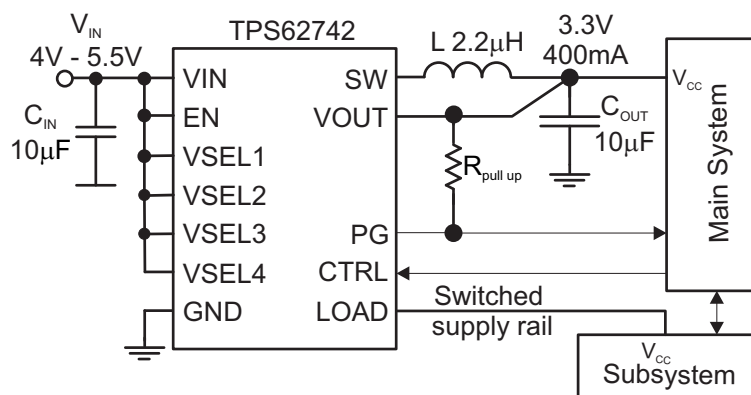 TPS62742
V_IN
4V - 5.5V
C_IN
10µF
VIN
EN
VSEL1
VSEL2
VSEL3
VSEL4
GND
SW
VOUT
PG
CTRL
LOAD
L 2.2µH
3.3V
400mA
R_pull up
C_OUT
10µF
V_CC
Main System
Switched
supply rail
V_CC
Subsystem